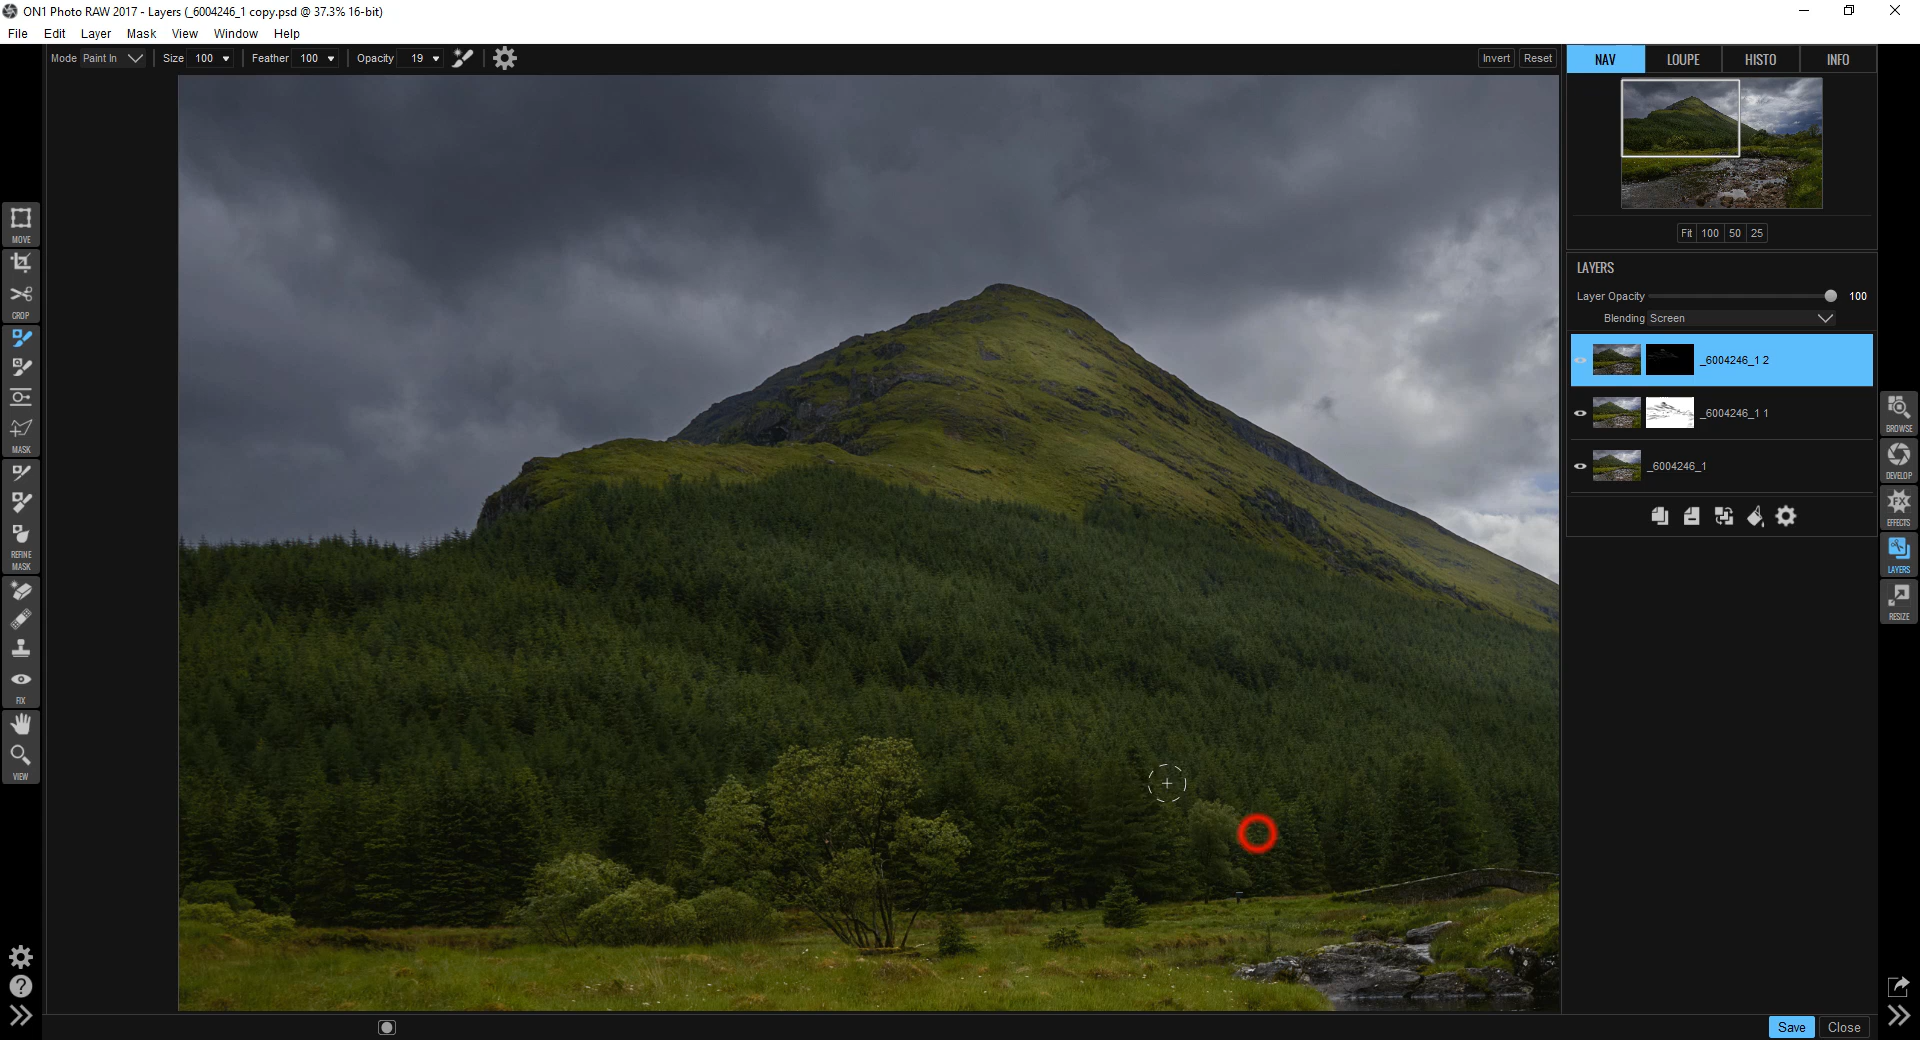 ON1 Photo RAW 2017 - Layers (_6004246_1 copy.psd @ 37.3% 16-bit)
File Edit Layer Mask View Window Help
Mode Paint In Size 100 Feather 100 Opacity 19 Invert Reset
NAV LOUPE HISTO INFO
Fit 100 50 25
LAYERS
Layer Opacity 100
Blending Screen
_6004246_1 2
_6004246_1 1
_6004246_1
MOVE
CROP
MASK
REFINE
MASK
FIX
VIEW
BROWSE
DEVELOP
FX
EFFECTS
LAYERS
RESIZE
Save Close